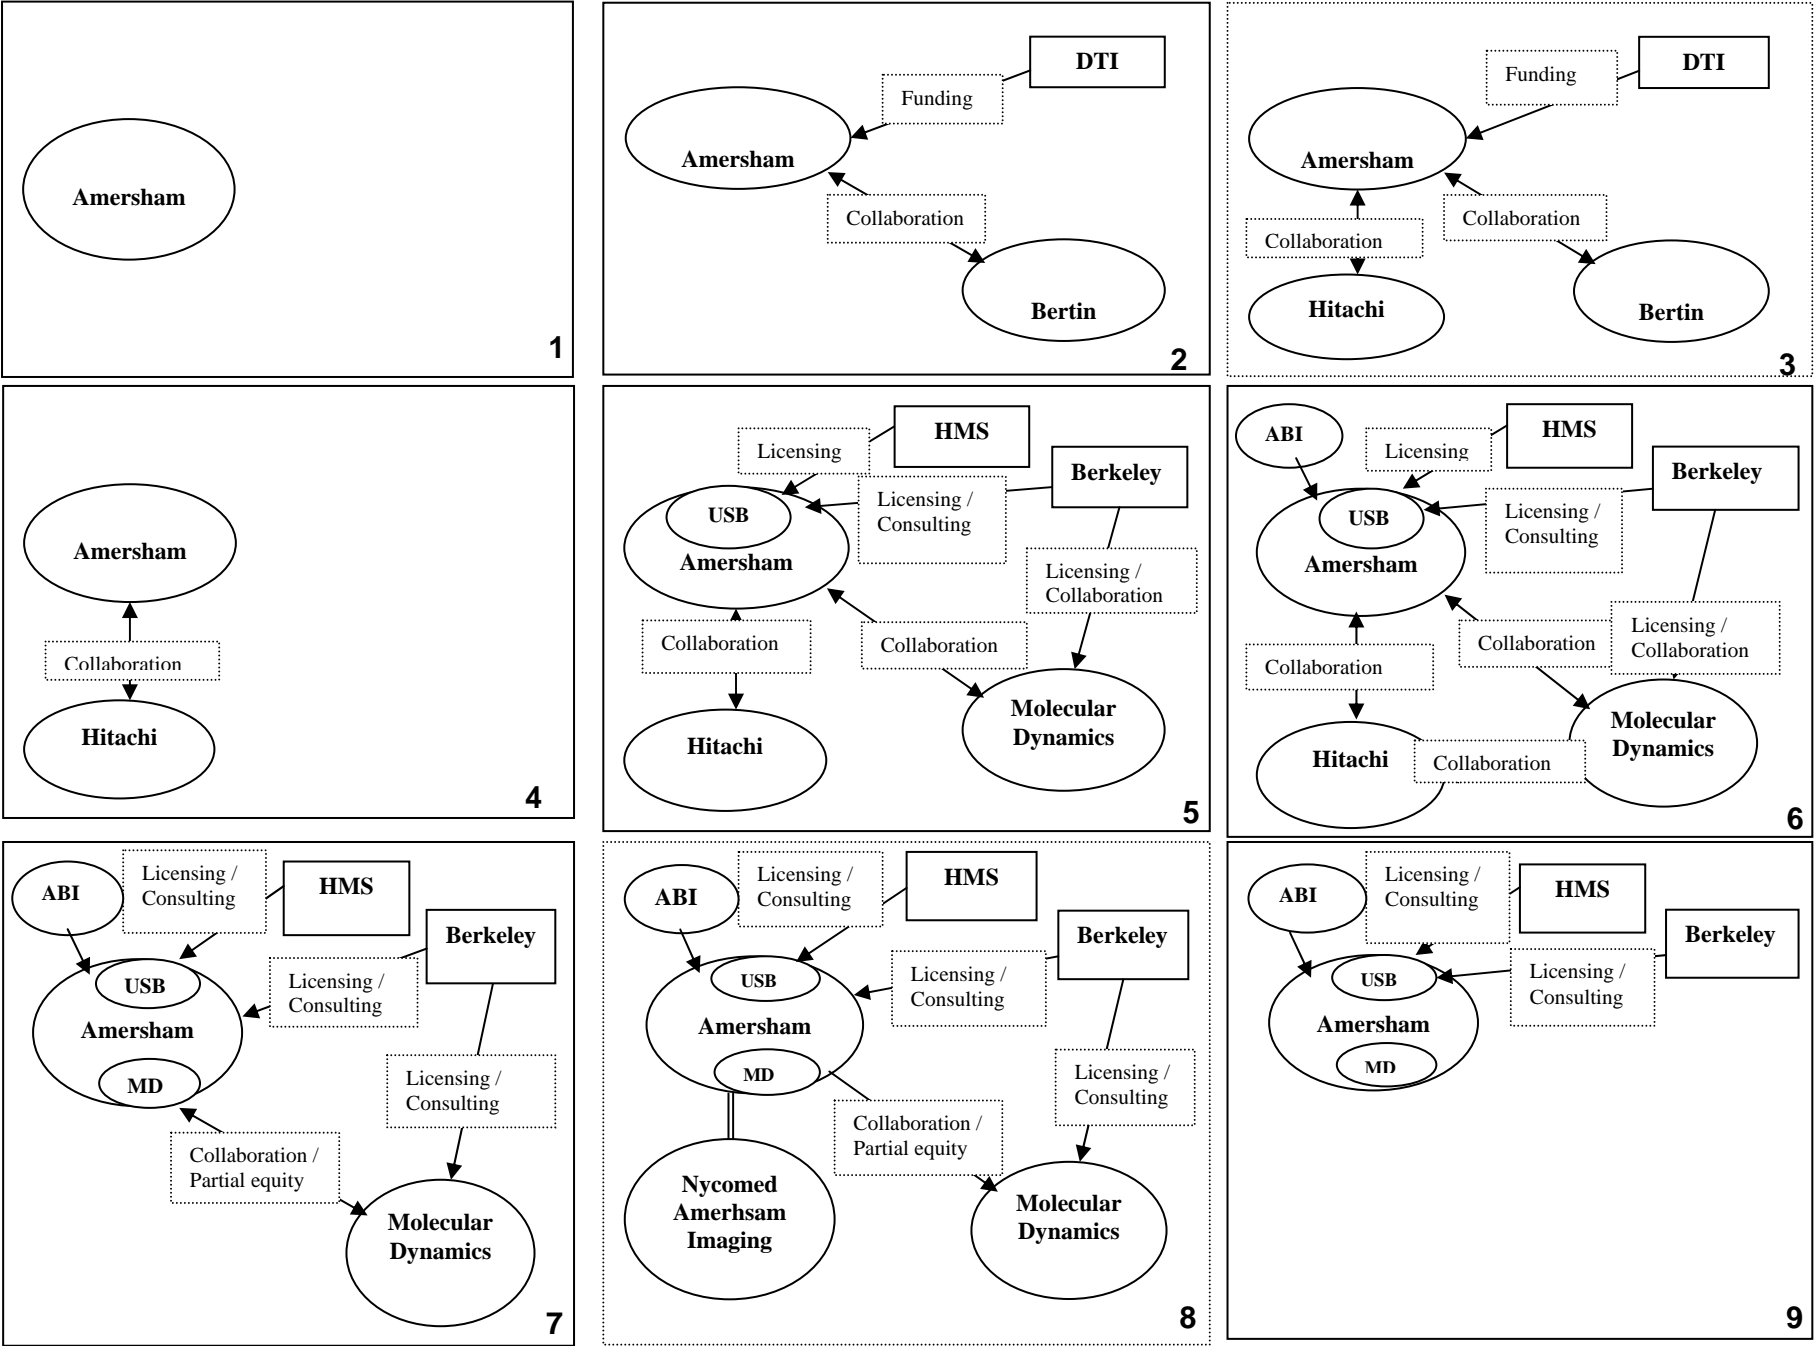 Amersham
1
DTI
Funding
Amersham
Collaboration
Bertin
2
DTI
Funding
Amersham
Collaboration
Collaboration
Hitachi
Bertin
3
Amersham
Collaboration
Hitachi
4
HMS
Licensing
Berkeley
Licensing /
Consulting
USB
Amersham
Licensing /
Collaboration
Collaboration
Collaboration
Molecular
Dynamics
Hitachi
5
ABI
HMS
Licensing
Berkeley
Licensing /
Consulting
USB
Amersham
Licensing /
Collaboration
Collaboration
Collaboration
Molecular
Dynamics
Hitachi
Collaboration
6
ABI
Licensing /
Consulting
HMS
Berkeley
USB
Licensing /
Consulting
Amersham
MD
Licensing /
Consulting
Collaboration /
Partial equity
Molecular
Dynamics
7
ABI
Licensing /
Consulting
HMS
Berkeley
USB
Licensing /
Consulting
Amersham
MD
Licensing /
Consulting
Collaboration /
Partial equity
Nycomed
Amerhsam
Imaging
Molecular
Dynamics
8
ABI
Licensing /
Consulting
HMS
Berkeley
USB
Licensing /
Consulting
Amersham
MD
9